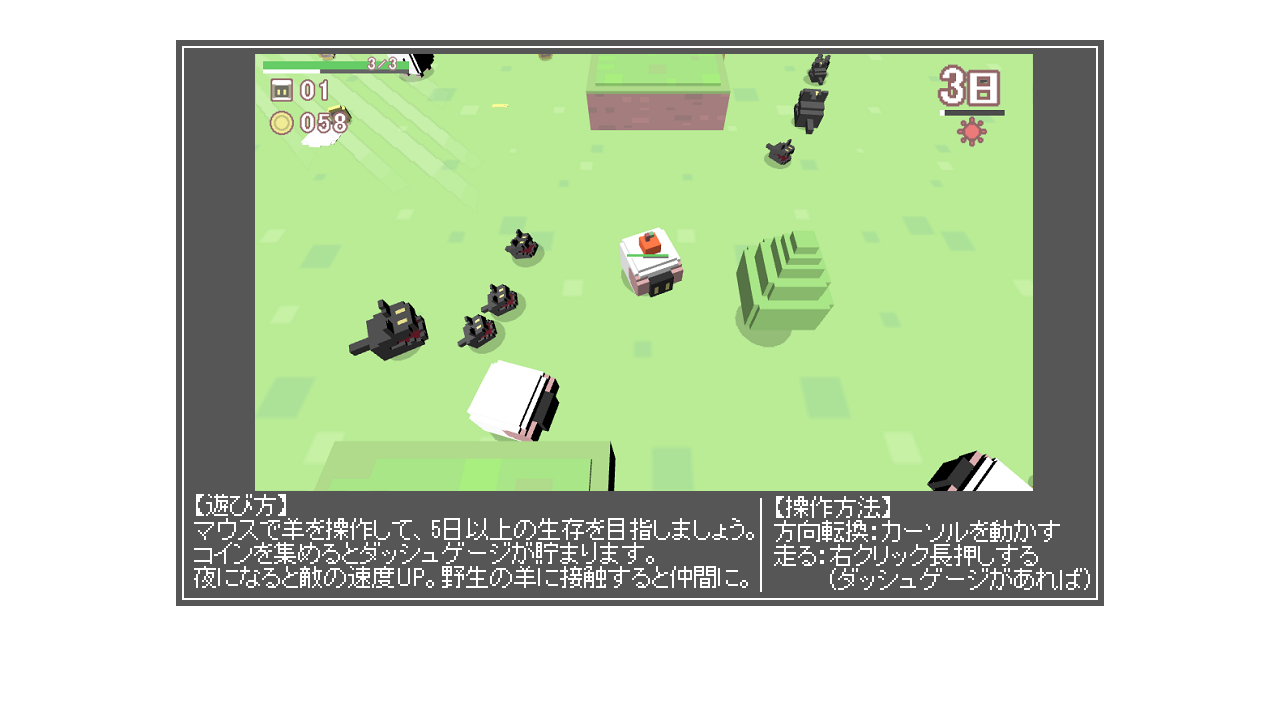 3/3
01
058
3日
【遊び方】
マウスで羊を操作して、5日以上の生存を目指しましょう。
コインを集めるとダッシュゲージが貯まります。
夜になると敵の速度UP。野生の羊に接触すると仲間に。
【操作方法】
方向転換：カーソルを動かす
走る：右クリック長押しする
（ダッシュゲージがあれば）